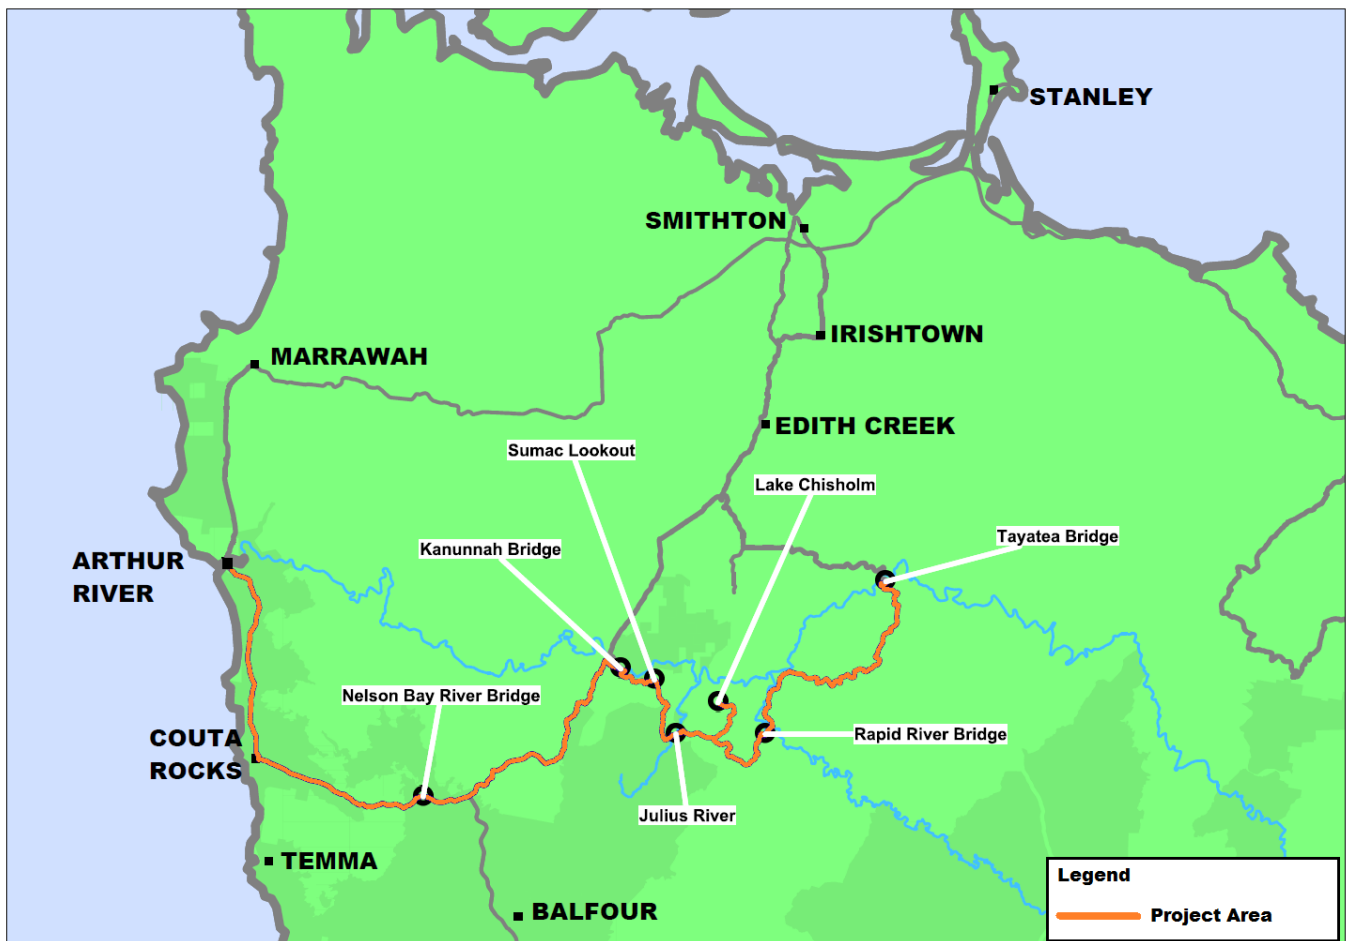 STANLEY
SMITHTON
IRISHTOWN
MARRAWAH
EDITH CREEK
Sumac Lookout
Lake Chisholm
Tayatea Bridge
Kanunnah Bridge
ARTHUR
RIVER
Nelson Bay River Bridge
Rapid River Bridge
COUTA
ROCKS
Julius River
TEMMA
BALFOUR
Legend
Project Area